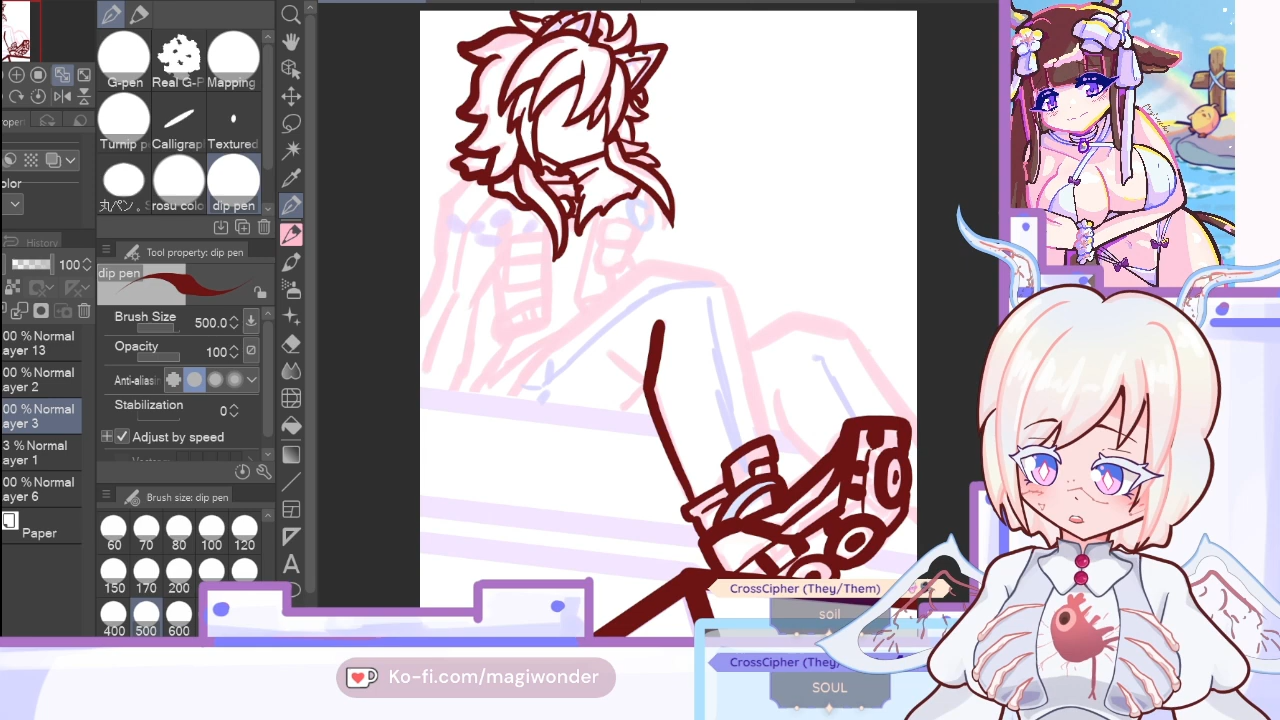 G-pen
Real G-P
Mapping
Turnip p
Calligrap
Textured
丸ペン。S
rosu colo
dip pen
oper
olor
Tool property: dip pen
History
100
dip pen
Brush Size
500.0
Opacity
100
Anti-aliasi
Stabilization
0
Adjust by speed
00 % Normal
ayer 13
00 % Normal
ayer 2
00 % Normal
ayer 3
3 % Normal
ayer 1
00 % Normal
ayer 6
Paper
Brush size: dip pen
60 70 80 100 120
150 170 200
400 500 600
CrossCipher (They/Them)
soil
CrossCipher (They/
SOUL
Ko-fi.com/magiwonder